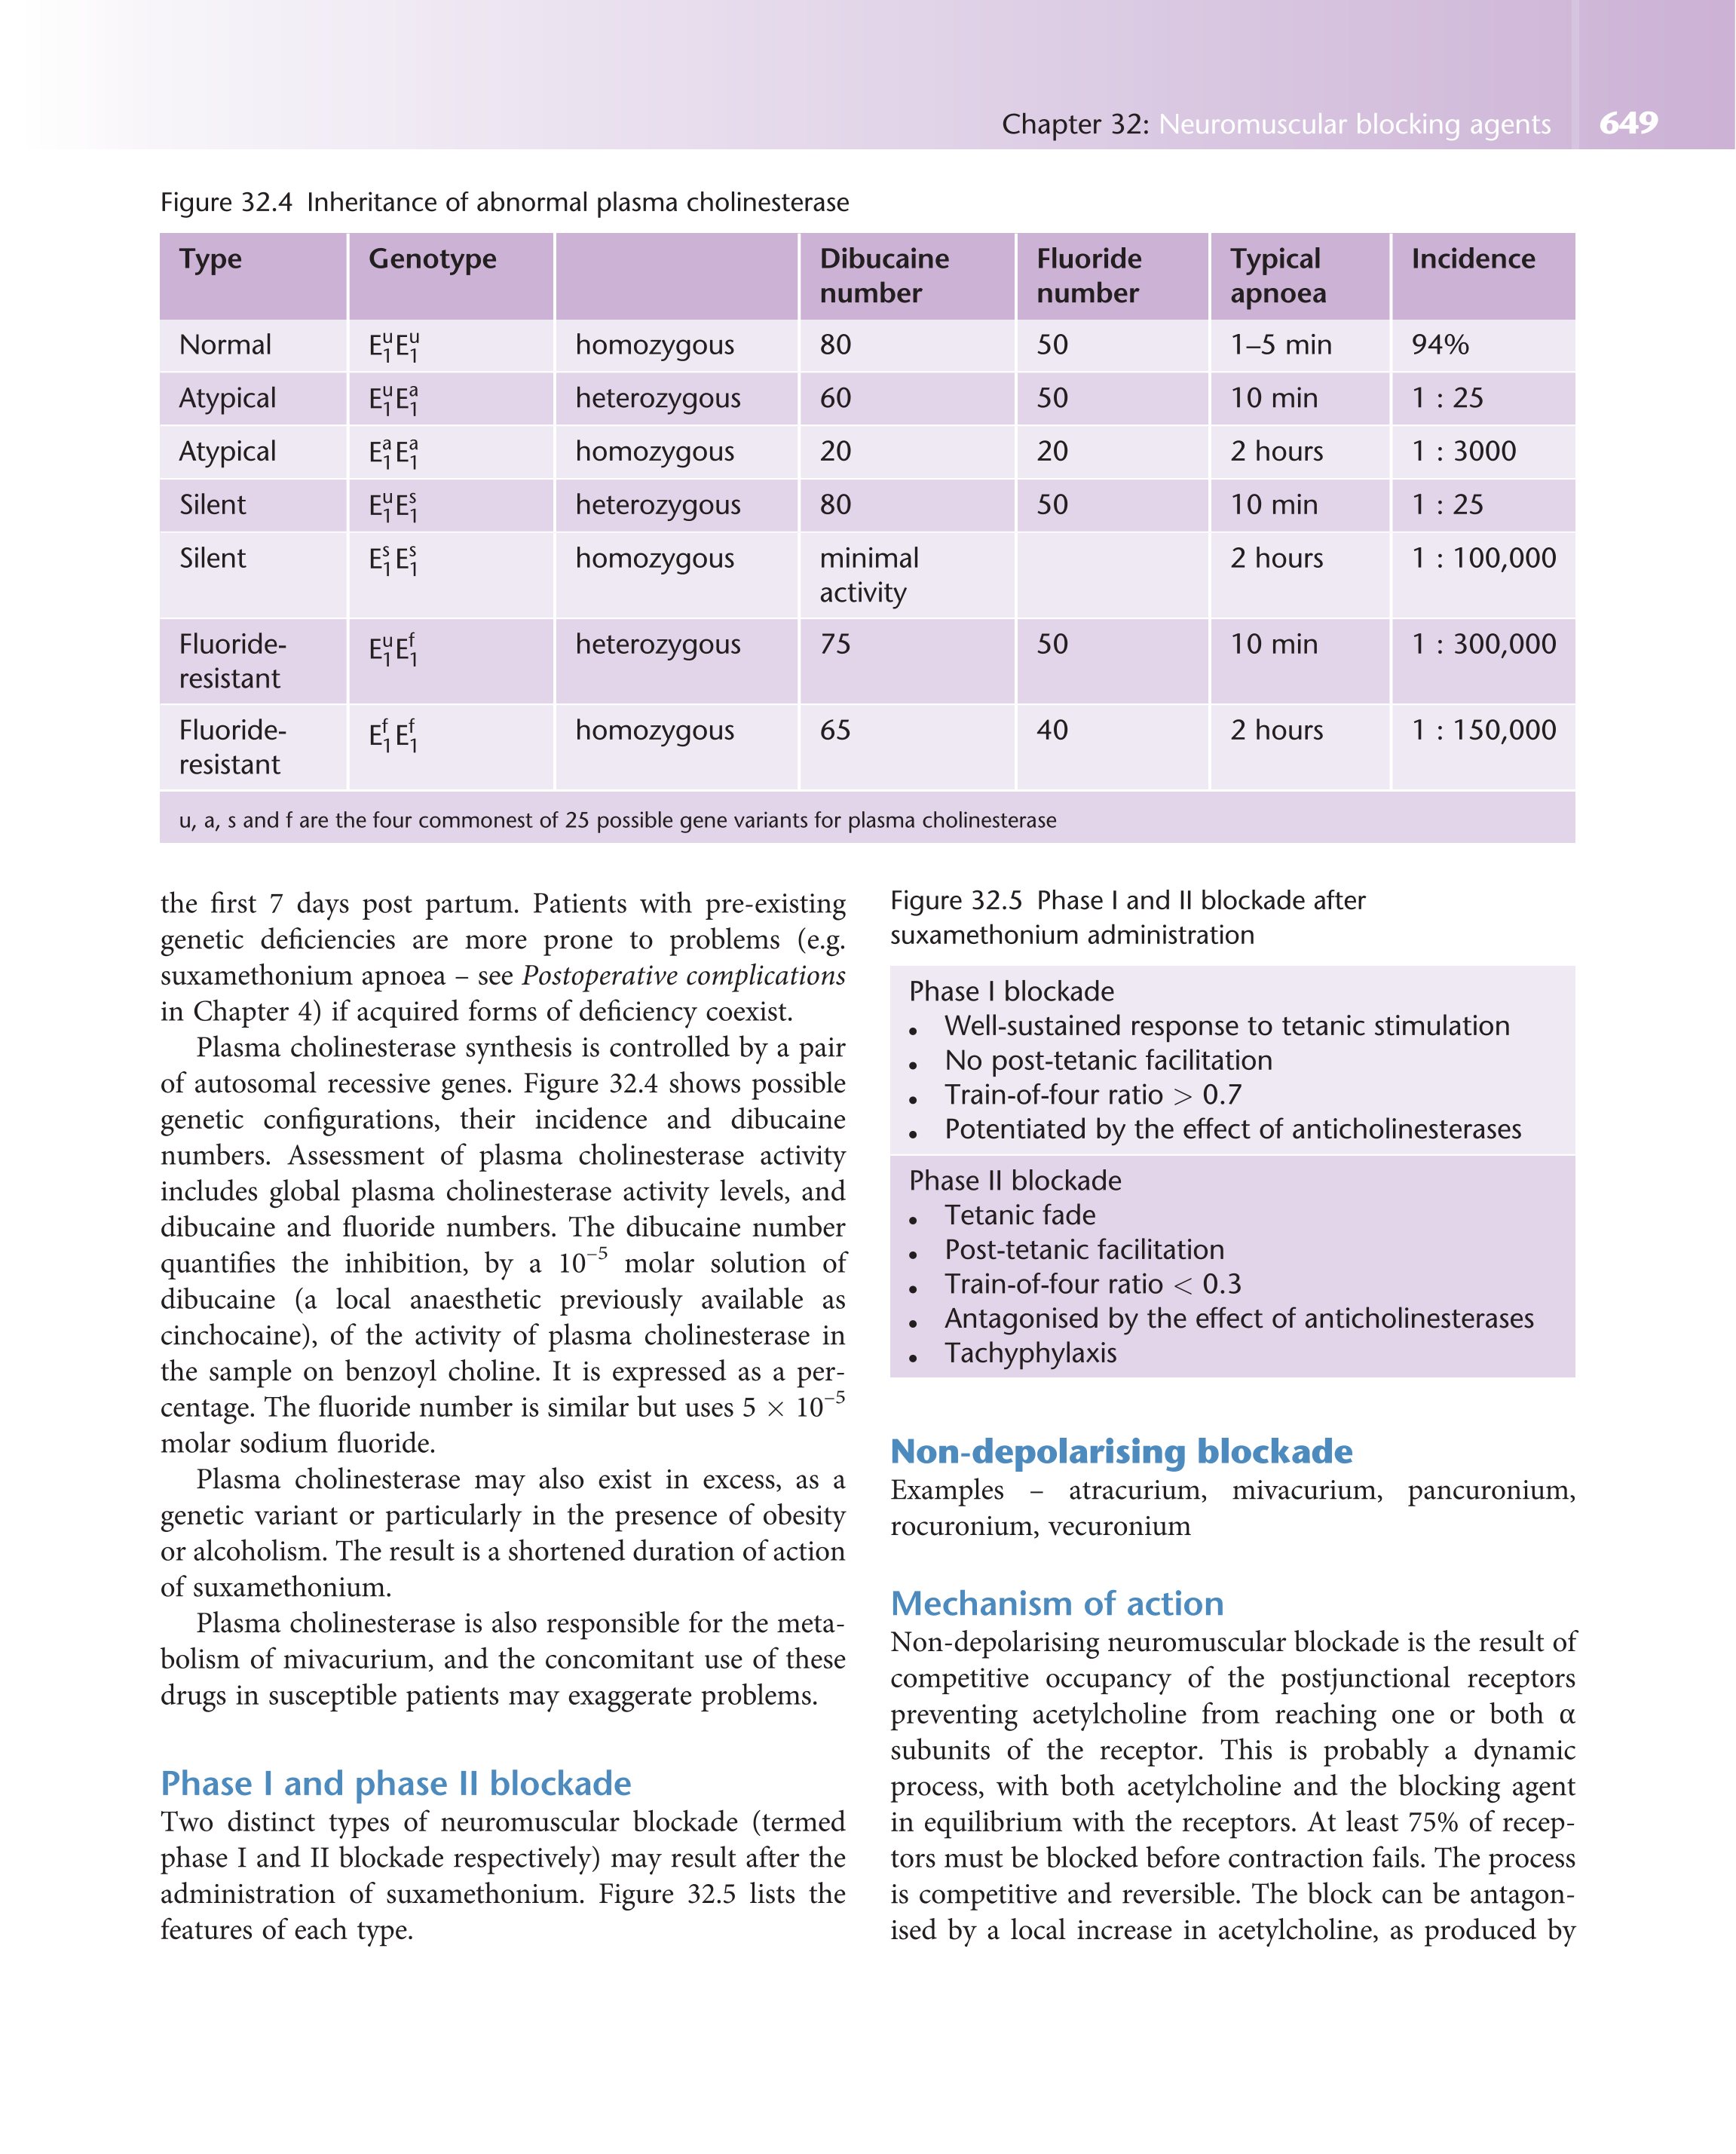 Chapter 32: Neuromuscular blocking agents 649
Figure 32.4 Inheritance of abnormal plasma cholinesterase
Type Genotype Dibucaine number Fluoride number Typical apnoea Incidence
Normal E₁ᵘE₁ᵘ homozygous 80 50 1–5 min 94%
Atypical E₁ᵘE₁ᵃ heterozygous 60 50 10 min 1 : 25
Atypical E₁ᵃE₁ᵃ homozygous 20 20 2 hours 1 : 3000
Silent E₁ᵘE₁ˢ heterozygous 80 50 10 min 1 : 25
Silent E₁ˢE₁ˢ homozygous minimal activity 2 hours 1 : 100,000
Fluoride-resistant E₁ᵘE₁ᶠ heterozygous 75 50 10 min 1 : 300,000
Fluoride-resistant E₁ᶠE₁ᶠ homozygous 65 40 2 hours 1 : 150,000
u, a, s and f are the four commonest of 25 possible gene variants for plasma cholinesterase
the first 7 days post partum. Patients with pre-existing
genetic deficiencies are more prone to problems (e.g.
suxamethonium apnoea – see Postoperative complications
in Chapter 4) if acquired forms of deficiency coexist.
Plasma cholinesterase synthesis is controlled by a pair
of autosomal recessive genes. Figure 32.4 shows possible
genetic configurations, their incidence and dibucaine
numbers. Assessment of plasma cholinesterase activity
includes global plasma cholinesterase activity levels, and
dibucaine and fluoride numbers. The dibucaine number
quantifies the inhibition, by a 10⁻⁵ molar solution of
dibucaine (a local anaesthetic previously available as
cinchocaine), of the activity of plasma cholinesterase in
the sample on benzoyl choline. It is expressed as a per-
centage. The fluoride number is similar but uses 5 × 10⁻⁵
molar sodium fluoride.
Plasma cholinesterase may also exist in excess, as a
genetic variant or particularly in the presence of obesity
or alcoholism. The result is a shortened duration of action
of suxamethonium.
Plasma cholinesterase is also responsible for the meta-
bolism of mivacurium, and the concomitant use of these
drugs in susceptible patients may exaggerate problems.
Phase I and phase II blockade
Two distinct types of neuromuscular blockade (termed
phase I and II blockade respectively) may result after the
administration of suxamethonium. Figure 32.5 lists the
features of each type.
Figure 32.5 Phase I and II blockade after
suxamethonium administration
Phase I blockade
• Well-sustained response to tetanic stimulation
• No post-tetanic facilitation
• Train-of-four ratio > 0.7
• Potentiated by the effect of anticholinesterases
Phase II blockade
• Tetanic fade
• Post-tetanic facilitation
• Train-of-four ratio < 0.3
• Antagonised by the effect of anticholinesterases
• Tachyphylaxis
Non-depolarising blockade
Examples – atracurium, mivacurium, pancuronium,
rocuronium, vecuronium
Mechanism of action
Non-depolarising neuromuscular blockade is the result of
competitive occupancy of the postjunctional receptors
preventing acetylcholine from reaching one or both α
subunits of the receptor. This is probably a dynamic
process, with both acetylcholine and the blocking agent
in equilibrium with the receptors. At least 75% of recep-
tors must be blocked before contraction fails. The process
is competitive and reversible. The block can be antagon-
ised by a local increase in acetylcholine, as produced by